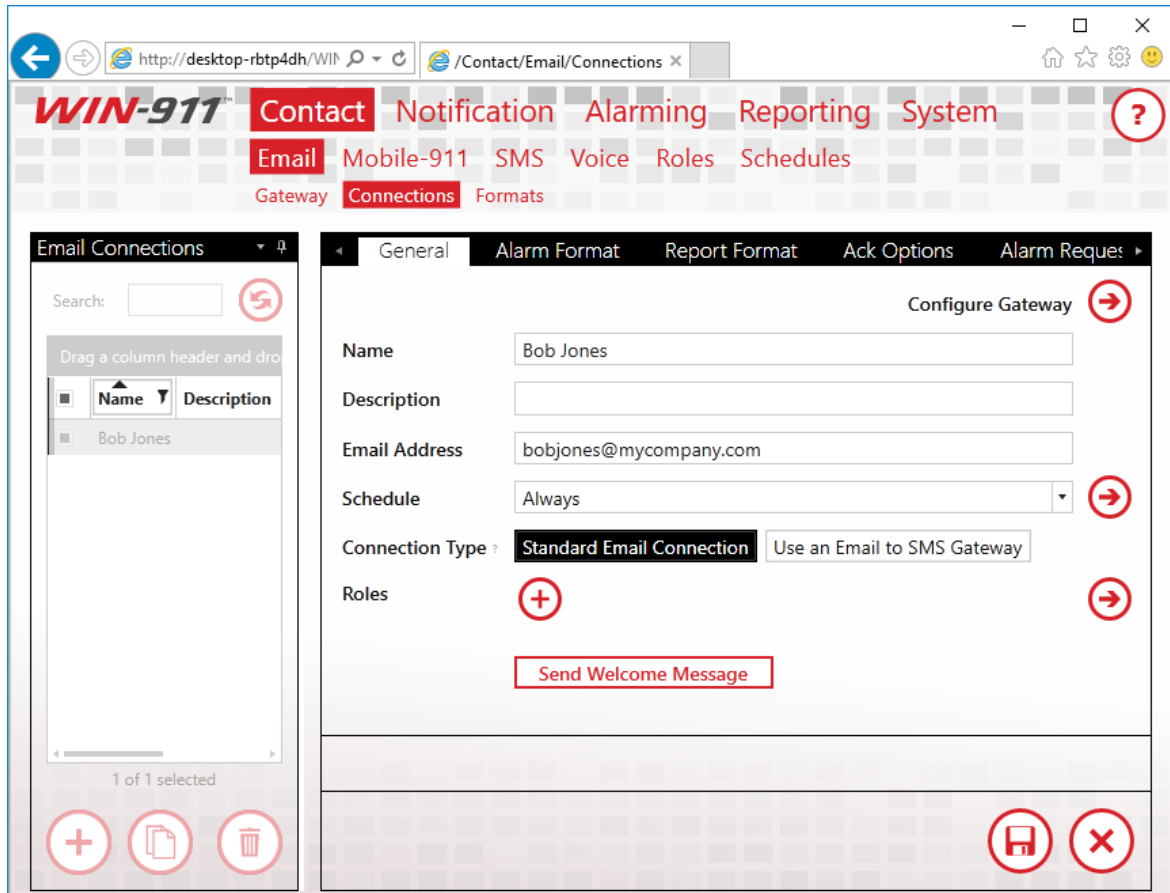 http://desktop-rbtp4dh/WIN
/Contact/Email/Connections
WIN-911™ Contact Notification Alarming Reporting System ?
Email Mobile-911 SMS Voice Roles Schedules
Gateway Connections Formats
Email Connections
General Alarm Format Report Format Ack Options Alarm Reques
Search:
Configure Gateway
Drag a column header and dro
Name Description
Bob Jones
Name Bob Jones
Description
Email Address bobjones@mycompany.com
Schedule Always
Connection Type ? Standard Email Connection Use an Email to SMS Gateway
Roles
Send Welcome Message
1 of 1 selected